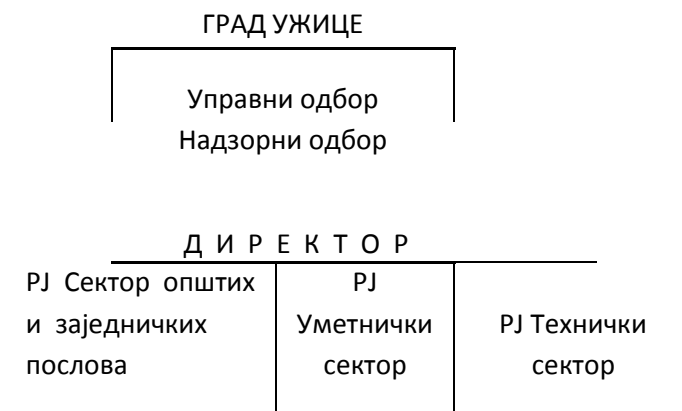 ГРАД УЖИЦЕ
Управни одбор
Надзорни одбор
Д И Р Е К Т О Р
РЈ Сектор општих
и заједничких
послова
РЈ
Уметнички
сектор
РЈ Технички
сектор